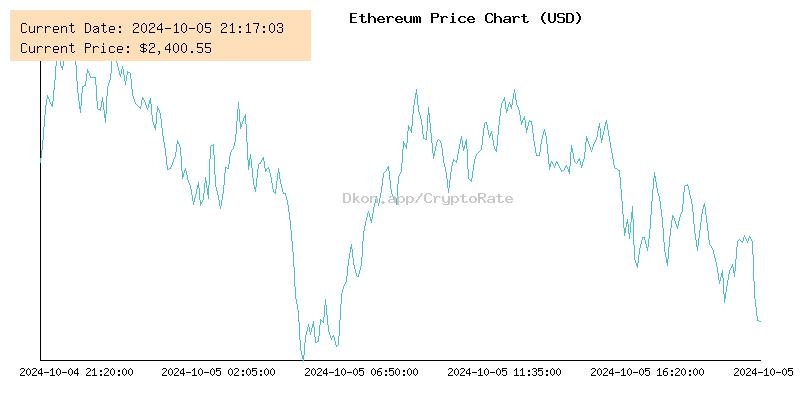 Ethereum Price Chart (USD)
Current Date: 2024-10-05 21:17:03
Current Price: $2,400.55
Dkon.app/CryptoRate
2024-10-04 21:20:00 2024-10-05 02:05:00 2024-10-05 06:50:00 2024-10-05 11:35:00 2024-10-05 16:20:00 2024-10-05